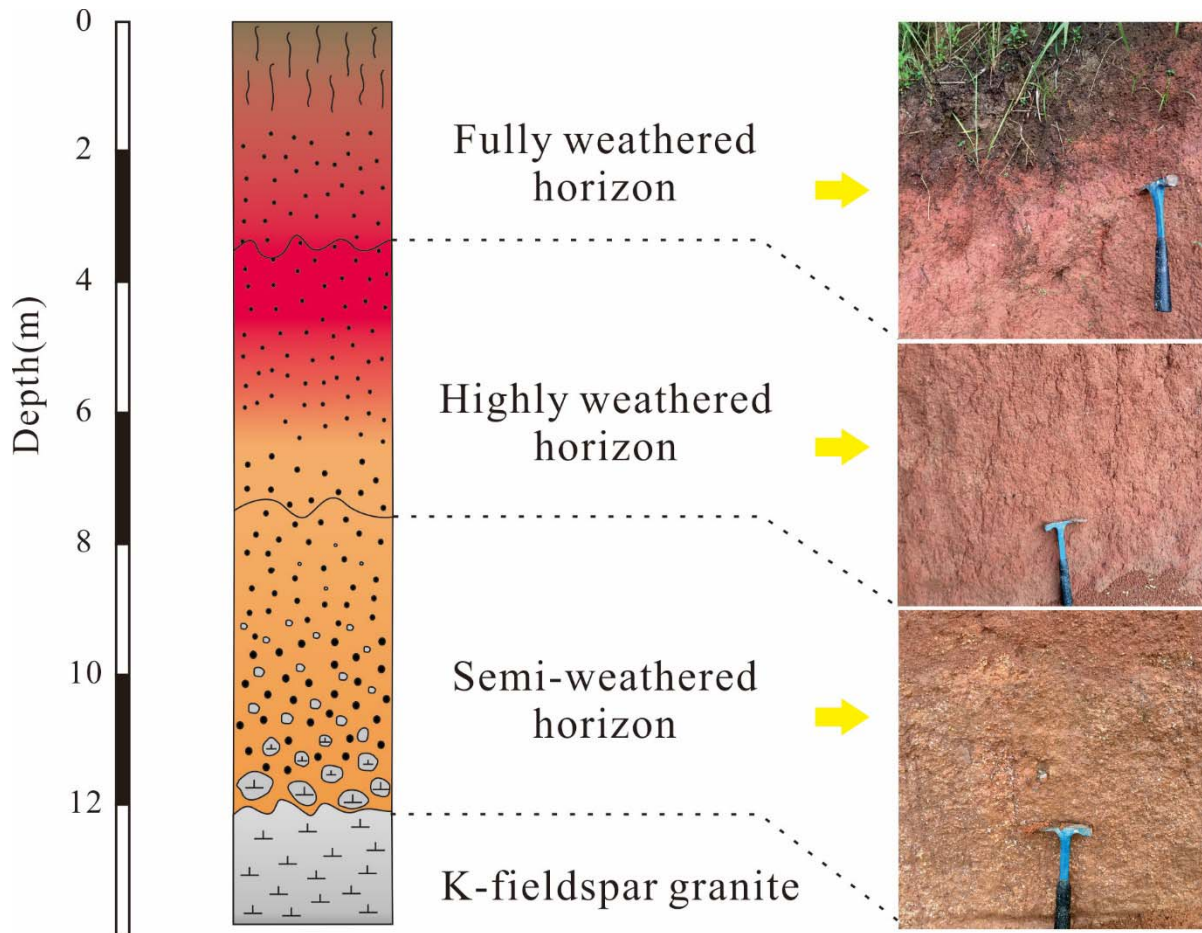 0
2
4
6
8
10
12
Depth(m)
Fully weathered
horizon
Highly weathered
horizon
Semi-weathered
horizon
K-fieldspar granite